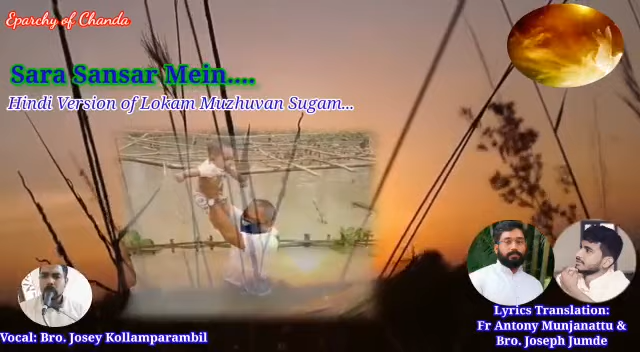 Eparchy of Chanda
Sara Sansar Mein....
Hindi Version of Lokam Muzhuvan Sugam...
Vocal: Bro. Josey Kollamparambil
Lyrics Translation:
Fr Antony Munjanattu &
Bro. Joseph Jumde